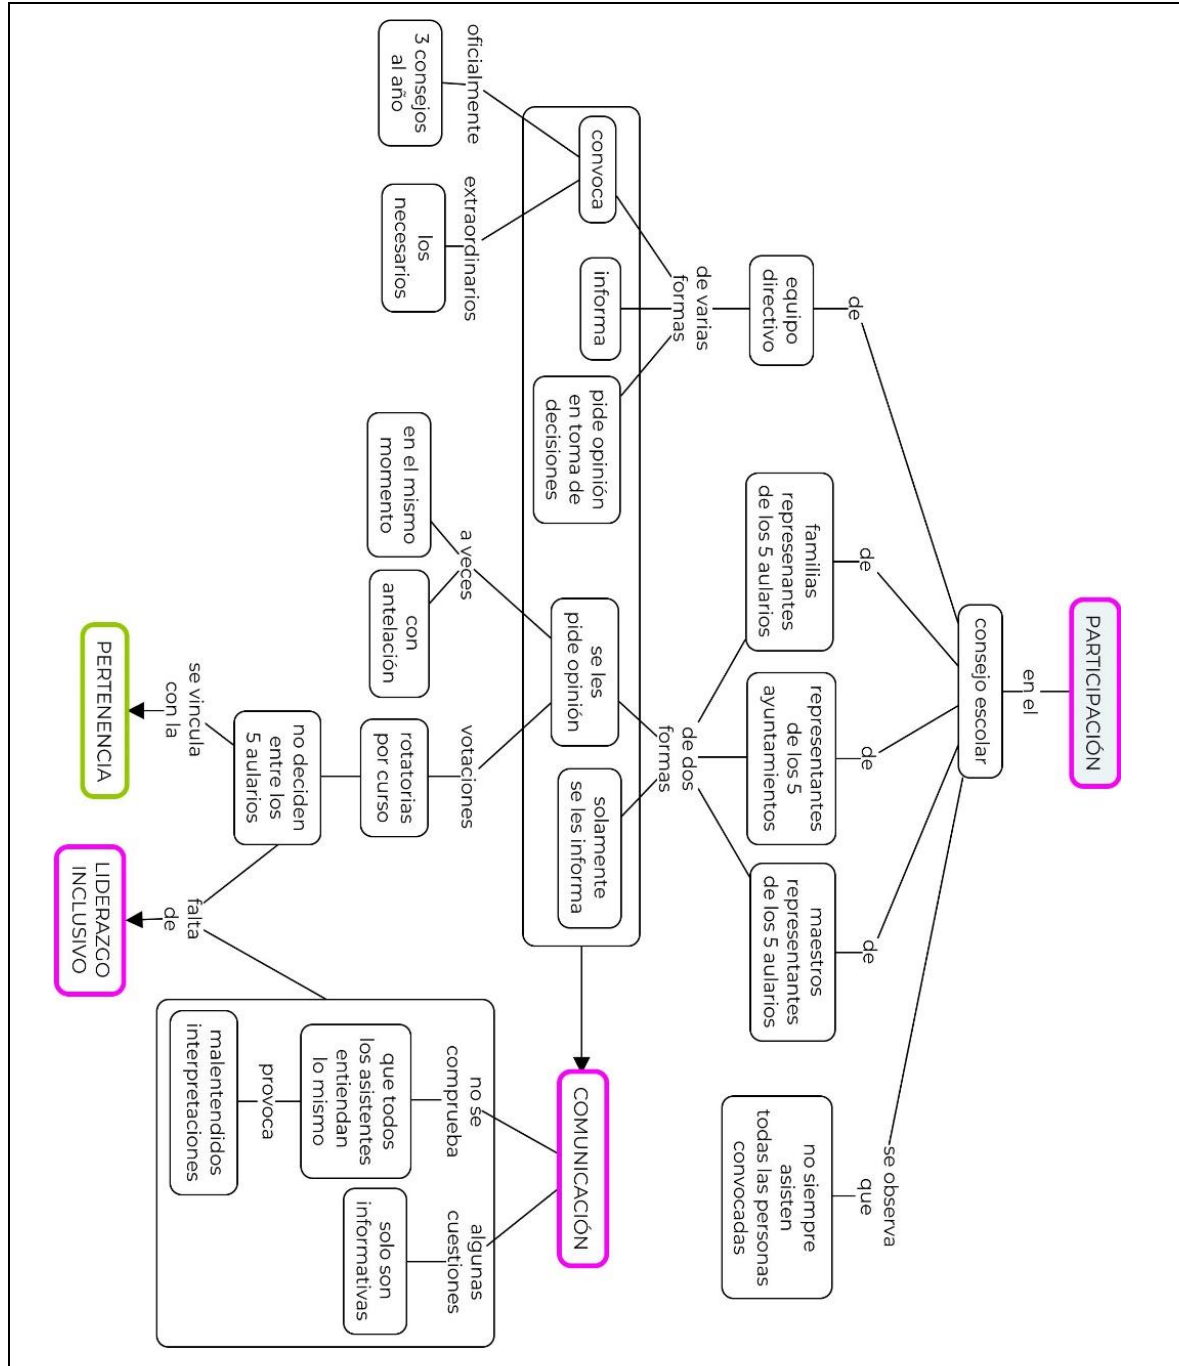 PARTICIPACIÓN
en el
consejo escolar
de
de
de
de
se observa
que
equipo
directivo
familias
represenantes
de los 5 aularios
representantes
de los 5
ayuntamientos
maestros
representantes
de los 5 aularios
no siempre
asisten
todas las personas
convocadas
de varias
formas
de dos
formas
convoca
informa
pide opinión
en toma de
decisiones
se les
pide opinión
solamente
se les informa
COMUNICACIÓN
oficialmente
extraordinarios
a veces
votaciones
no se
comprueba
algunas
cuestiones
3 consejos
al año
los
necesarios
en el mismo
momento
con
antelación
rotatorias
por curso
que todos
los asistentes
entiendan
lo mismo
solo son
informativas
no deciden
entre los
5 aularios
provoca
malentendidos
interpretaciones
se vincula
con la
falta
de
PERTENENCIA
LIDERAZGO
INCLUSIVO